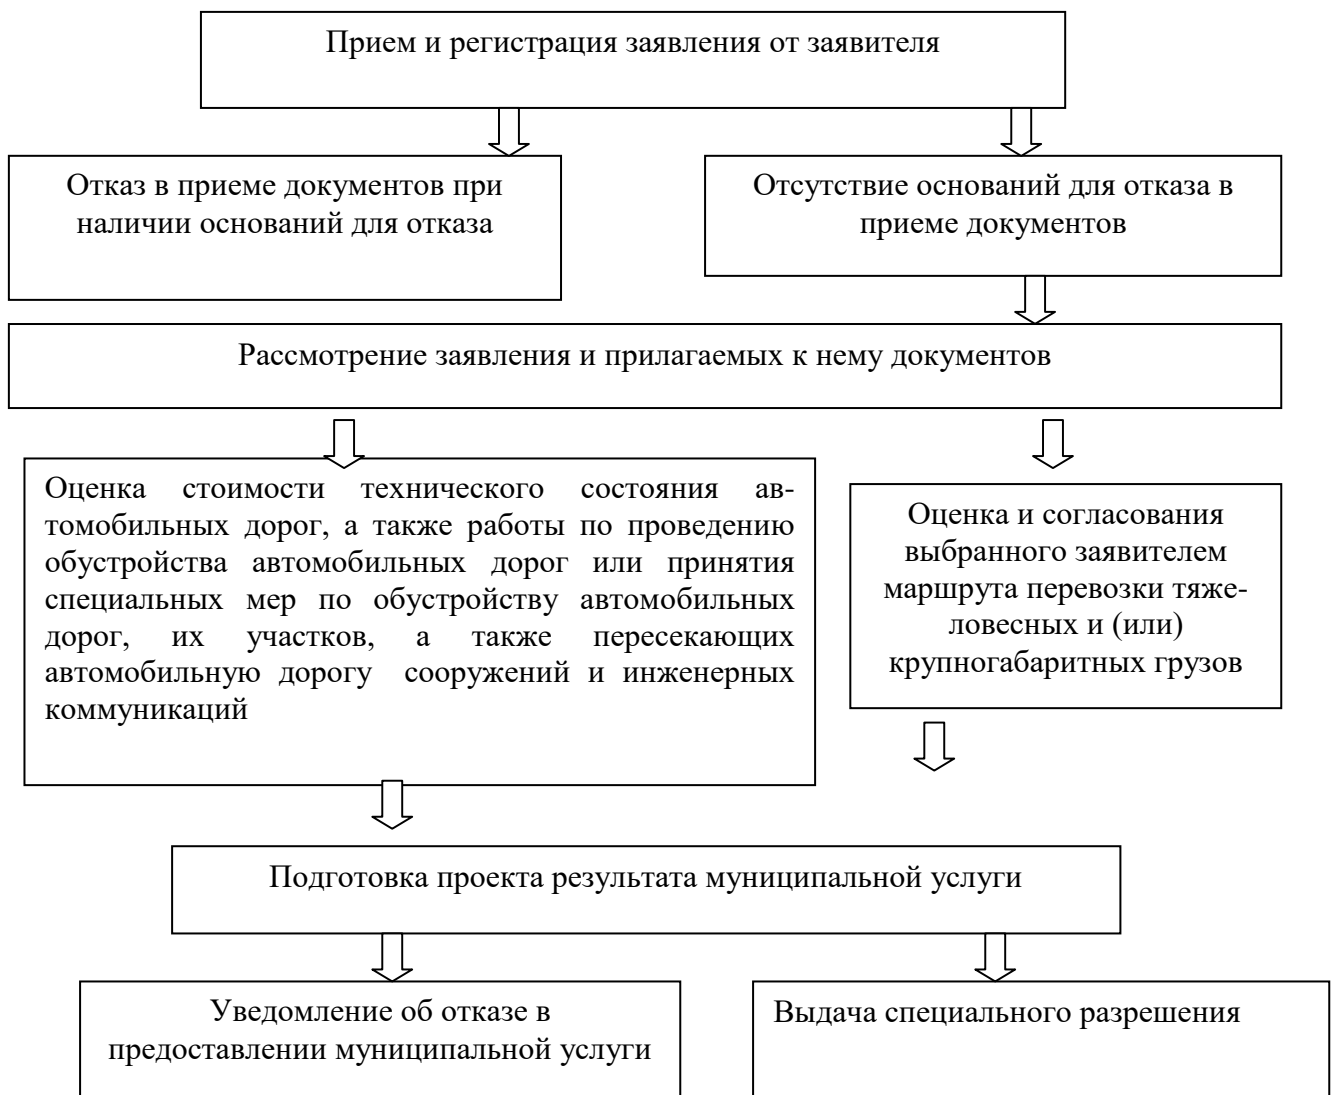 Прием и регистрация заявления от заявителя
Отказ в приеме документов при
наличии оснований для отказа
Отсутствие оснований для отказа в
приеме документов
Рассмотрение заявления и прилагаемых к нему документов
Оценка стоимости технического состояния ав-
томобильных дорог, а также работы по проведению
обустройства автомобильных дорог или принятия
специальных мер по обустройству автомобильных
дорог, их участков, а также пересекающих
автомобильную дорогу сооружений и инженерных
коммуникаций
Оценка и согласования
выбранного заявителем
маршрута перевозки тяже-
ловесных и (или)
крупногабаритных грузов
Подготовка проекта результата муниципальной услуги
Уведомление об отказе в
предоставлении муниципальной услуги
Выдача специального разрешения